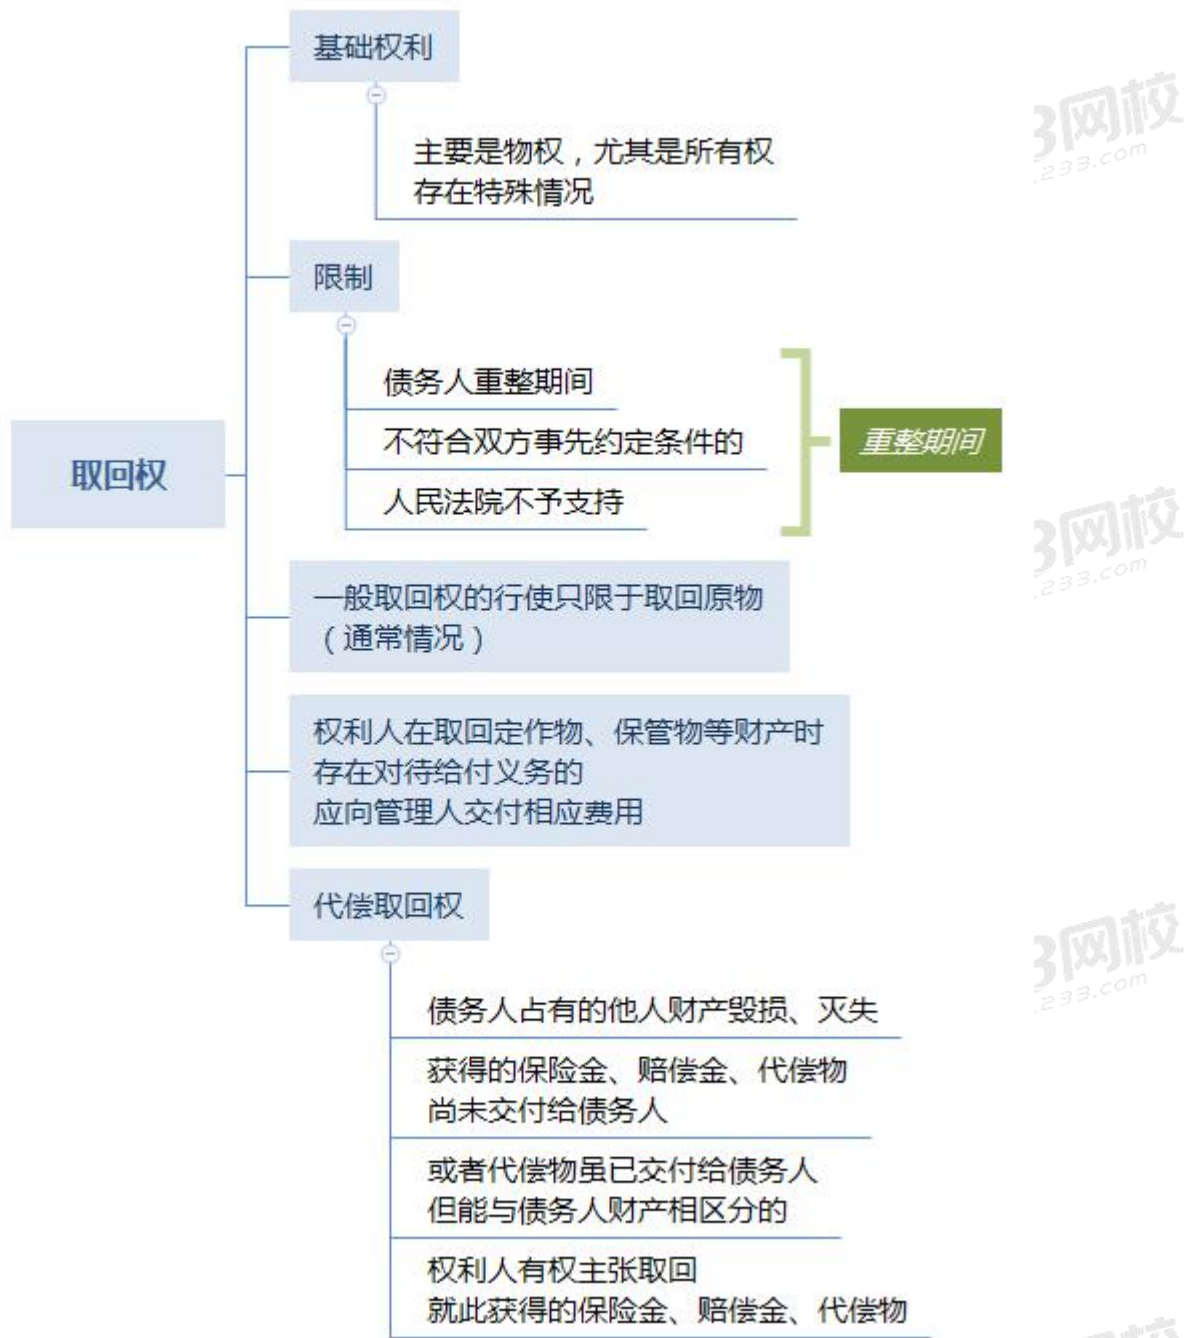 基础权利
主要是物权，尤其是所有权
存在特殊情况
限制
债务人重整期间
不符合双方事先约定条件的
人民法院不予支持
重整期间
取回权
一般取回权的行使只限于取回原物
（通常情况）
权利人在取回定作物、保管物等财产时
存在对待给付义务的
应向管理人交付相应费用
代偿取回权
债务人占有的他人财产毁损、灭失
获得的保险金、赔偿金、代偿物
尚未交付给债务人
或者代偿物虽已交付给债务人
但能与债务人财产相区分的
权利人有权主张取回
就此获得的保险金、赔偿金、代偿物
3网校
.233.com
3网校
.233.com
3网校
.233.com